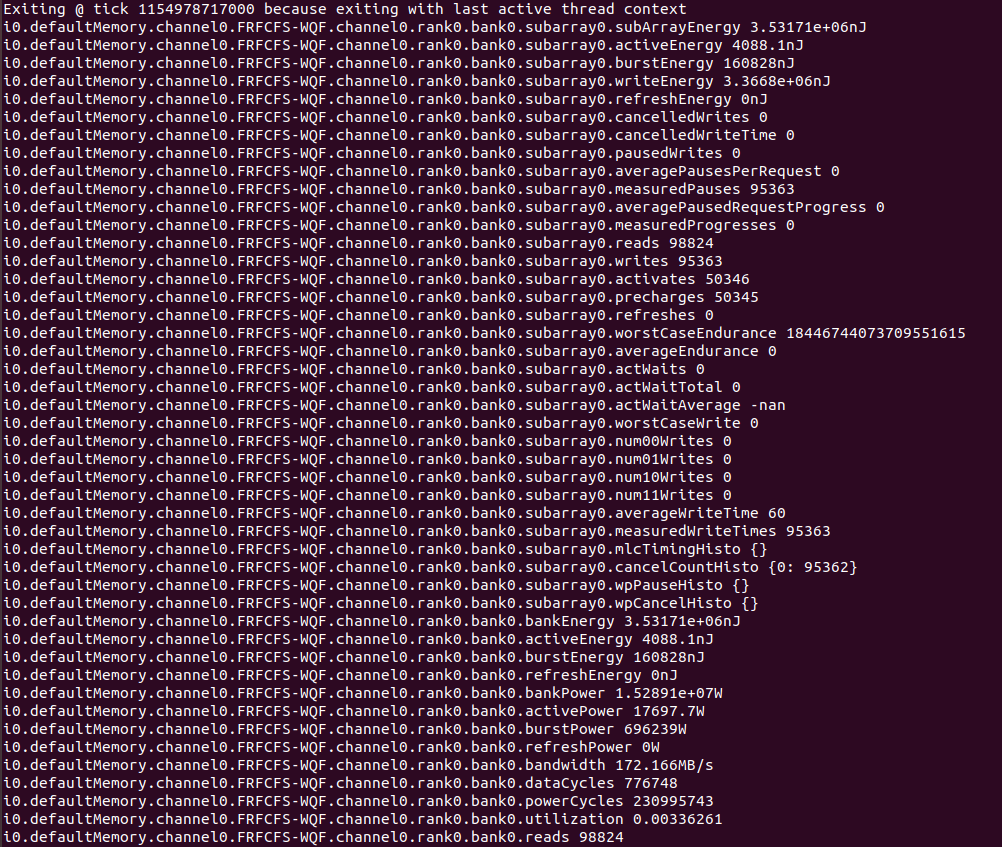 Exiting @ tick 1154978717000 because exiting with last active thread context
i0.defaultMemory.channel0.FRFCFS-WQF.channel0.rank0.bank0.subarray0.subArrayEnergy 3.53171e+06nJ
i0.defaultMemory.channel0.FRFCFS-WQF.channel0.rank0.bank0.subarray0.activeEnergy 4088.1nJ
i0.defaultMemory.channel0.FRFCFS-WQF.channel0.rank0.bank0.subarray0.burstEnergy 160828nJ
i0.defaultMemory.channel0.FRFCFS-WQF.channel0.rank0.bank0.subarray0.writeEnergy 3.3668e+06nJ
i0.defaultMemory.channel0.FRFCFS-WQF.channel0.rank0.bank0.subarray0.refreshEnergy 0nJ
i0.defaultMemory.channel0.FRFCFS-WQF.channel0.rank0.bank0.subarray0.cancelledWrites 0
i0.defaultMemory.channel0.FRFCFS-WQF.channel0.rank0.bank0.subarray0.cancelledWriteTime 0
i0.defaultMemory.channel0.FRFCFS-WQF.channel0.rank0.bank0.subarray0.pausedWrites 0
i0.defaultMemory.channel0.FRFCFS-WQF.channel0.rank0.bank0.subarray0.averagePausesPerRequest 0
i0.defaultMemory.channel0.FRFCFS-WQF.channel0.rank0.bank0.subarray0.measuredPauses 95363
i0.defaultMemory.channel0.FRFCFS-WQF.channel0.rank0.bank0.subarray0.averagePausedRequestProgress 0
i0.defaultMemory.channel0.FRFCFS-WQF.channel0.rank0.bank0.subarray0.measuredProgresses 0
i0.defaultMemory.channel0.FRFCFS-WQF.channel0.rank0.bank0.subarray0.reads 98824
i0.defaultMemory.channel0.FRFCFS-WQF.channel0.rank0.bank0.subarray0.writes 95363
i0.defaultMemory.channel0.FRFCFS-WQF.channel0.rank0.bank0.subarray0.activates 50346
i0.defaultMemory.channel0.FRFCFS-WQF.channel0.rank0.bank0.subarray0.precharges 50345
i0.defaultMemory.channel0.FRFCFS-WQF.channel0.rank0.bank0.subarray0.refreshes 0
i0.defaultMemory.channel0.FRFCFS-WQF.channel0.rank0.bank0.subarray0.worstCaseEndurance 18446744073709551615
i0.defaultMemory.channel0.FRFCFS-WQF.channel0.rank0.bank0.subarray0.averageEndurance 0
i0.defaultMemory.channel0.FRFCFS-WQF.channel0.rank0.bank0.subarray0.actWaits 0
i0.defaultMemory.channel0.FRFCFS-WQF.channel0.rank0.bank0.subarray0.actWaitTotal 0
i0.defaultMemory.channel0.FRFCFS-WQF.channel0.rank0.bank0.subarray0.actWaitAverage -nan
i0.defaultMemory.channel0.FRFCFS-WQF.channel0.rank0.bank0.subarray0.worstCaseWrite 0
i0.defaultMemory.channel0.FRFCFS-WQF.channel0.rank0.bank0.subarray0.num00Writes 0
i0.defaultMemory.channel0.FRFCFS-WQF.channel0.rank0.bank0.subarray0.num01Writes 0
i0.defaultMemory.channel0.FRFCFS-WQF.channel0.rank0.bank0.subarray0.num10Writes 0
i0.defaultMemory.channel0.FRFCFS-WQF.channel0.rank0.bank0.subarray0.num11Writes 0
i0.defaultMemory.channel0.FRFCFS-WQF.channel0.rank0.bank0.subarray0.averageWriteTime 60
i0.defaultMemory.channel0.FRFCFS-WQF.channel0.rank0.bank0.subarray0.measuredWriteTimes 95363
i0.defaultMemory.channel0.FRFCFS-WQF.channel0.rank0.bank0.subarray0.mlcTimingHisto {}
i0.defaultMemory.channel0.FRFCFS-WQF.channel0.rank0.bank0.subarray0.cancelCountHisto {0: 95362}
i0.defaultMemory.channel0.FRFCFS-WQF.channel0.rank0.bank0.subarray0.wpPauseHisto {}
i0.defaultMemory.channel0.FRFCFS-WQF.channel0.rank0.bank0.subarray0.wpCancelHisto {}
i0.defaultMemory.channel0.FRFCFS-WQF.channel0.rank0.bank0.bankEnergy 3.53171e+06nJ
i0.defaultMemory.channel0.FRFCFS-WQF.channel0.rank0.bank0.activeEnergy 4088.1nJ
i0.defaultMemory.channel0.FRFCFS-WQF.channel0.rank0.bank0.burstEnergy 160828nJ
i0.defaultMemory.channel0.FRFCFS-WQF.channel0.rank0.bank0.refreshEnergy 0nJ
i0.defaultMemory.channel0.FRFCFS-WQF.channel0.rank0.bank0.bankPower 1.52891e+07W
i0.defaultMemory.channel0.FRFCFS-WQF.channel0.rank0.bank0.activePower 17697.7W
i0.defaultMemory.channel0.FRFCFS-WQF.channel0.rank0.bank0.burstPower 696239W
i0.defaultMemory.channel0.FRFCFS-WQF.channel0.rank0.bank0.refreshPower 0W
i0.defaultMemory.channel0.FRFCFS-WQF.channel0.rank0.bank0.bandwidth 172.166MB/s
i0.defaultMemory.channel0.FRFCFS-WQF.channel0.rank0.bank0.dataCycles 776748
i0.defaultMemory.channel0.FRFCFS-WQF.channel0.rank0.bank0.powerCycles 230995743
i0.defaultMemory.channel0.FRFCFS-WQF.channel0.rank0.bank0.utilization 0.00336261
i0.defaultMemory.channel0.FRFCFS-WQF.channel0.rank0.bank0.reads 98824